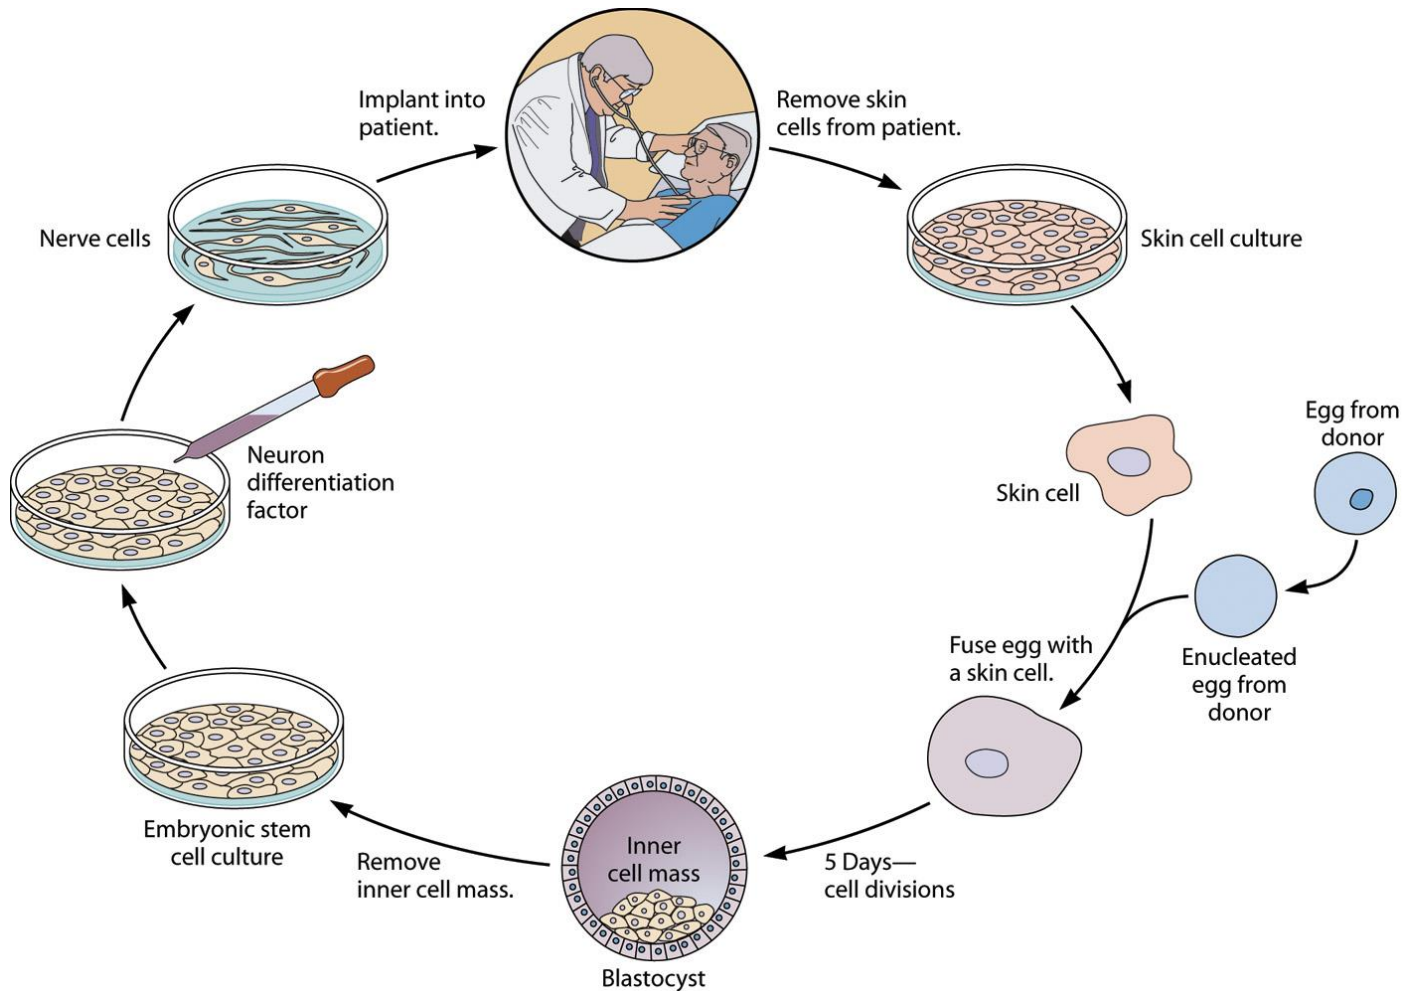 Implant into
patient.
Remove skin
cells from patient.
Nerve cells
Skin cell culture
Egg from
donor
Neuron
differentiation
factor
Skin cell
Fuse egg with
a skin cell.
Enucleated
egg from
donor
Embryonic stem
cell culture
Remove
inner cell mass.
Inner
cell mass
5 Days—
cell divisions
Blastocyst